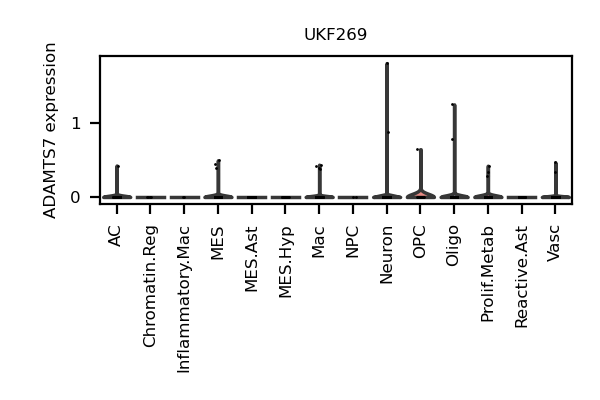 UKF269
ADAMTS7 expression
1
0
AC
Chromatin.Reg
Inflammatory.Mac
MES
MES.Ast
MES.Hyp
Mac
NPC
Neuron
OPC
Oligo
Prolif.Metab
Reactive.Ast
Vasc